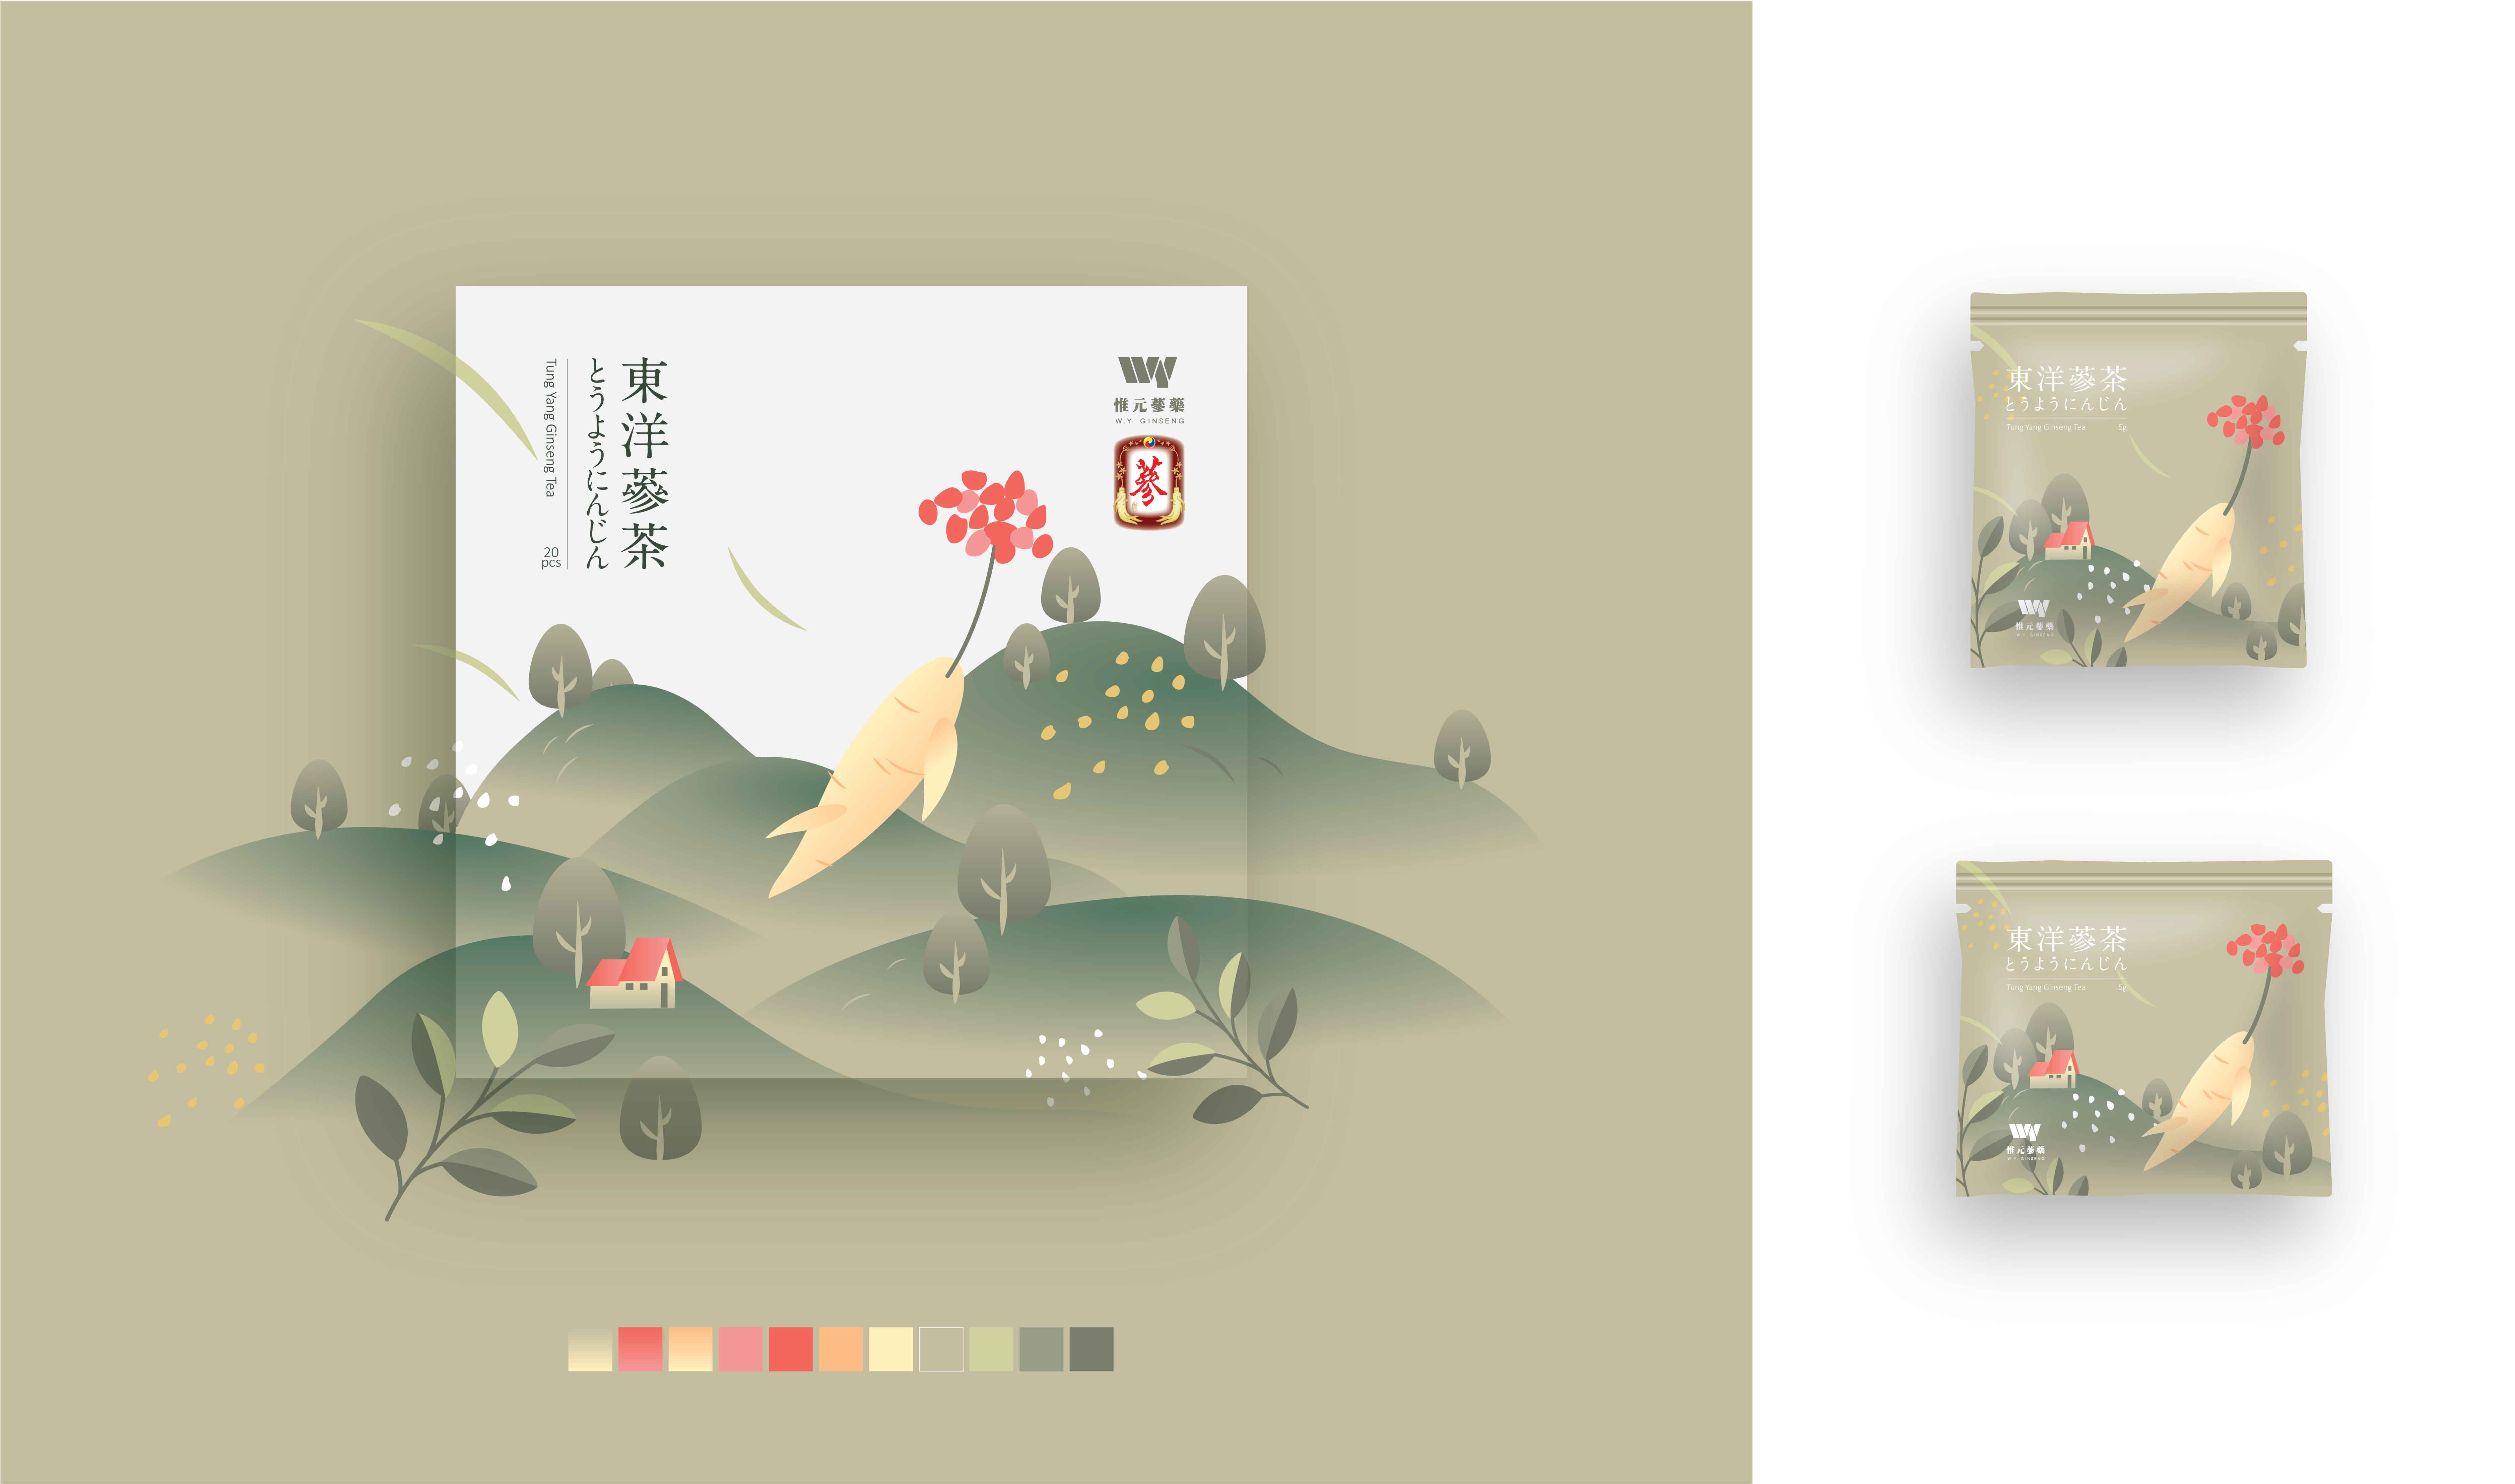 東洋蔘茶
とうようにんじん
Tung Yang Ginseng Tea
20
pcs
惟元蔘藥
W.Y. GINSENG
蔘
東洋蔘茶
とうようにんじん
Tung Yang Ginseng Tea 5g
惟元蔘藥
W.Y. GINSENG
東洋蔘茶
とうようにんじん
Tung Yang Ginseng Tea 5g
惟元蔘藥
W.Y. GINSENG